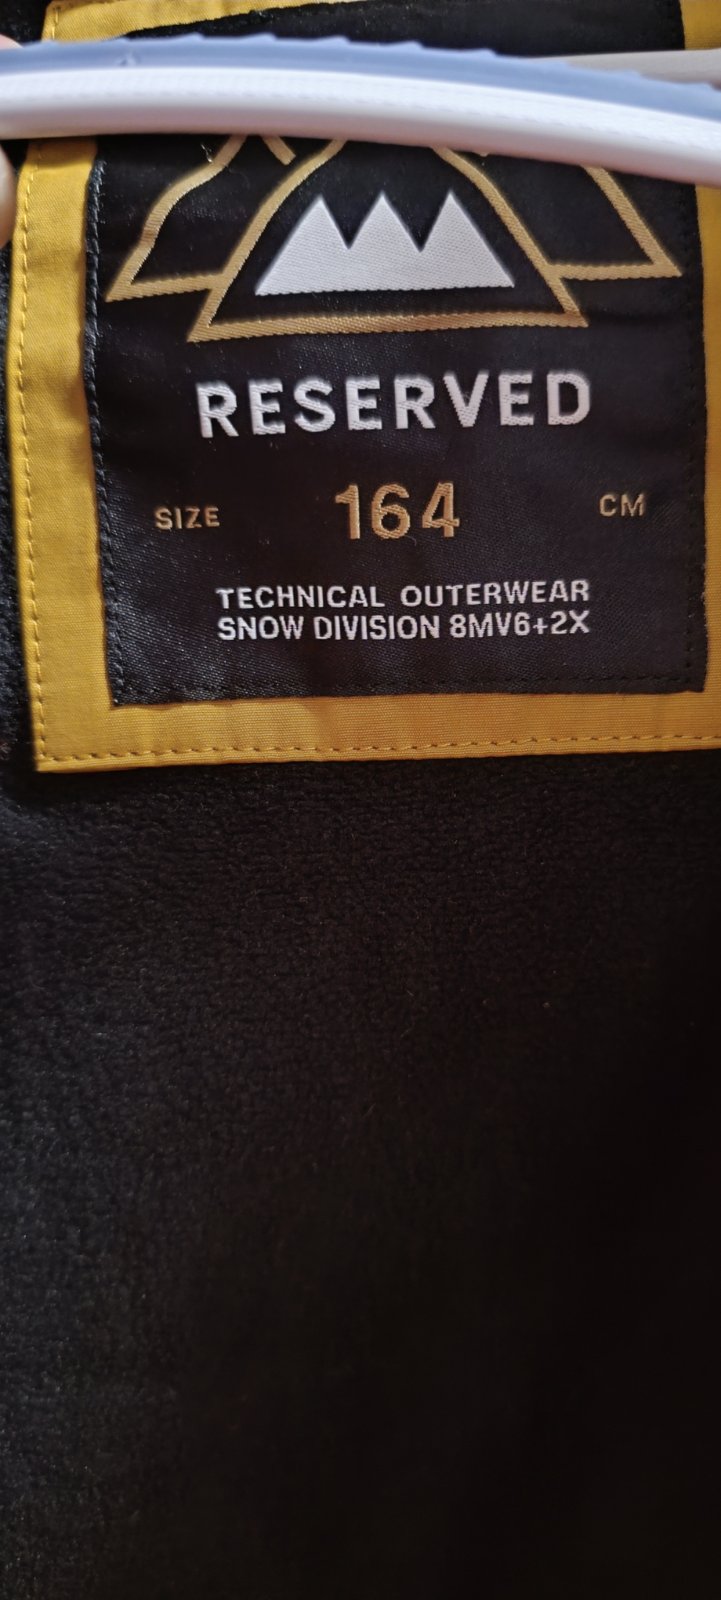 RESERVED
SIZE 164 CM
TECHNICAL OUTERWEAR
SNOW DIVISION 8MV6+2X